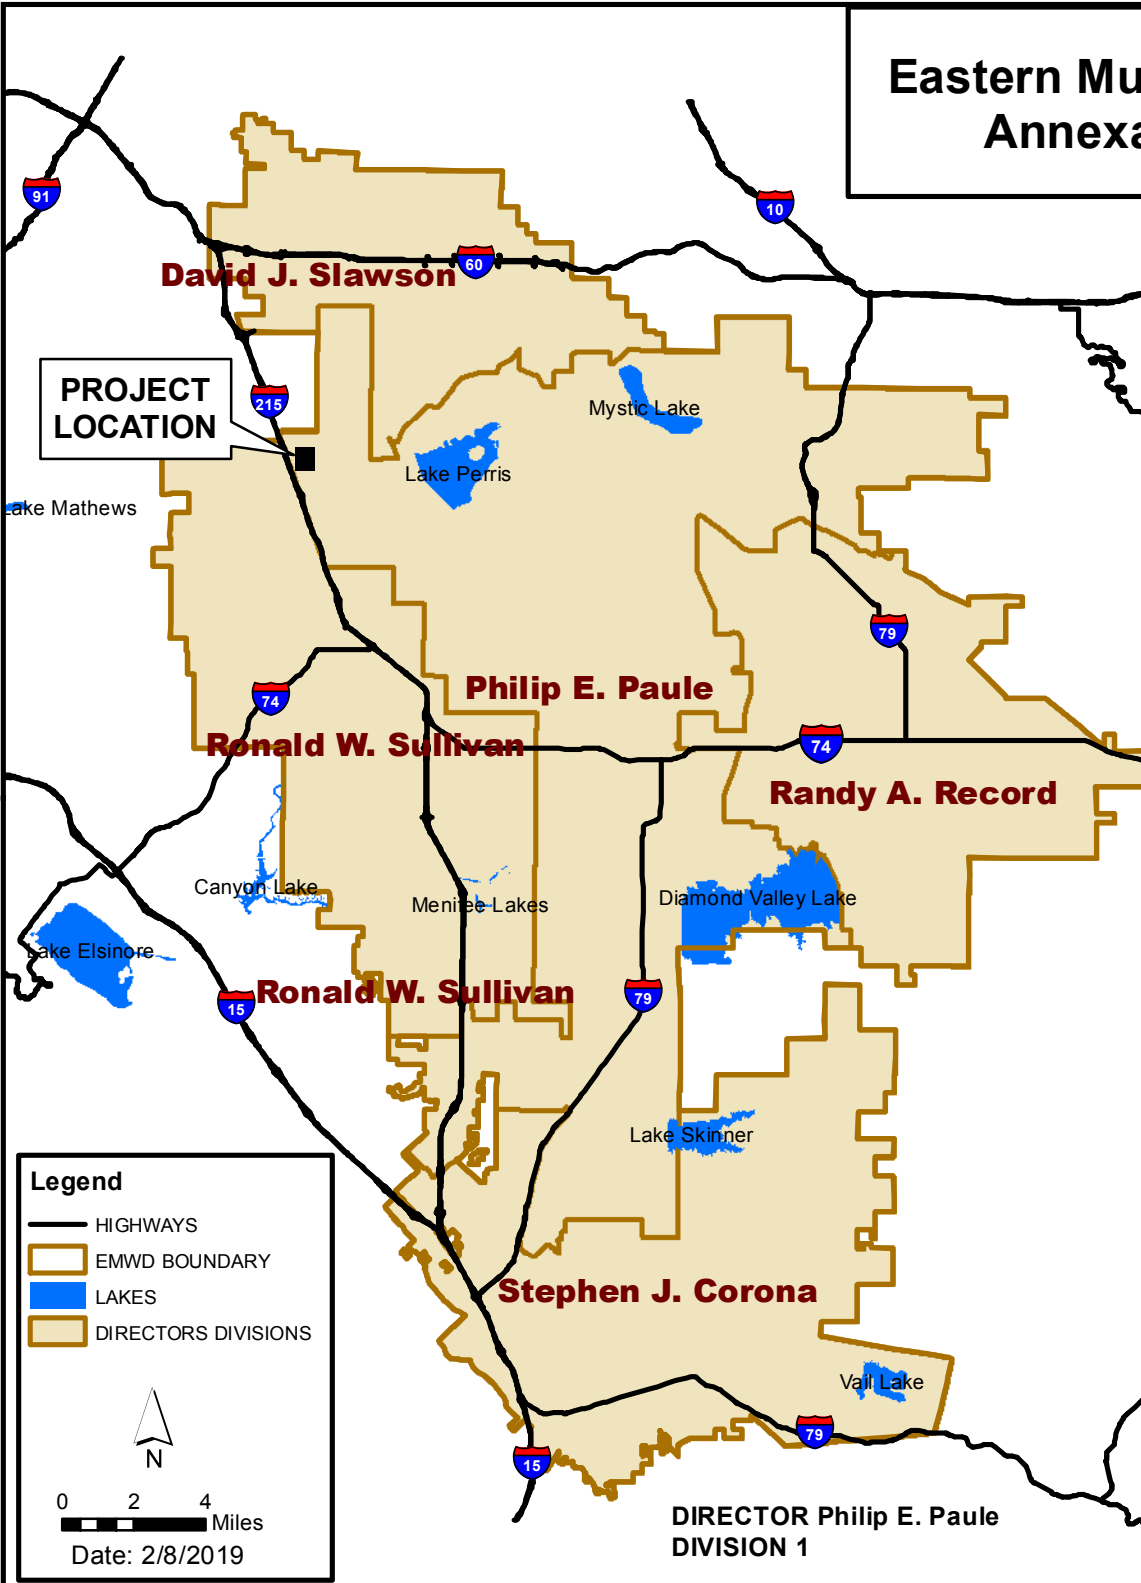 Eastern Mu
Annexa
91
10
60
David J. Slawson
PROJECT
LOCATION
215
Mystic Lake
Lake Perris
Lake Mathews
79
Philip E. Paule
74
Ronald W. Sullivan
74
Randy A. Record
Canyon Lake
Menifee Lakes
Diamond Valley Lake
Lake Elsinore
Ronald W. Sullivan
15
79
Lake Skinner
Stephen J. Corona
Vail Lake
79
15
Legend
HIGHWAYS
EMWD BOUNDARY
LAKES
DIRECTORS DIVISIONS
N
0 2 4
Miles
Date: 2/8/2019
DIRECTOR Philip E. Paule
DIVISION 1